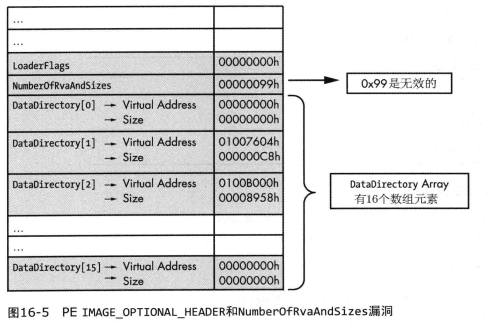 ...
...
LoaderFlags 00000000h
NumberOfRvaAndSizes 00000099h
0x99是无效的
DataDirectory[0] → Virtual Address 00000000h
→ Size 00000000h
DataDirectory[1] → Virtual Address 01007604h
→ Size 000000C8h
DataDirectory[2] → Virtual Address 0100B000h
→ Size 00008958h
DataDirectory Array
有16个数组元素
...
...
DataDirectory[15] → Virtual Address 00000000h
→ Size 00000000h
图16-5 PE IMAGE_OPTIONAL_HEADER和NumberOfRvaAndSizes漏洞